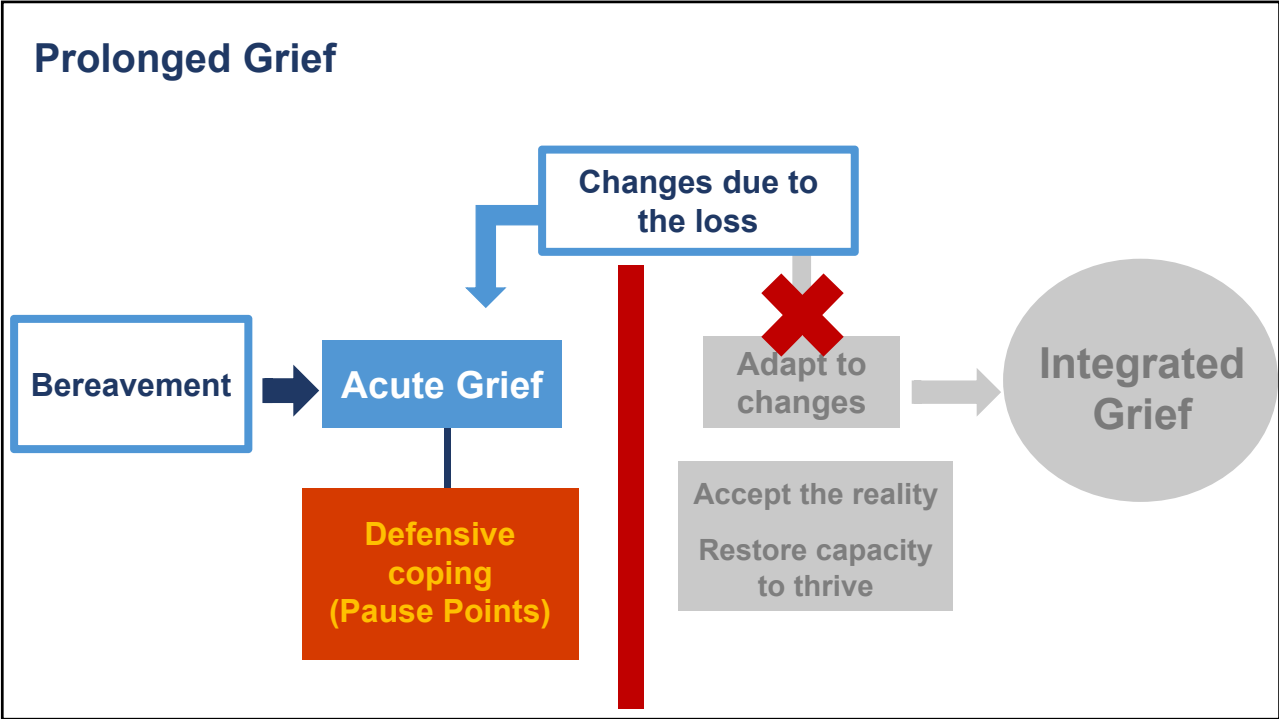 Prolonged Grief
Changes due to
the loss
Bereavement
Acute Grief
Adapt to
changes
Integrated
Grief
Defensive
coping
(Pause Points)
Accept the reality
Restore capacity
to thrive